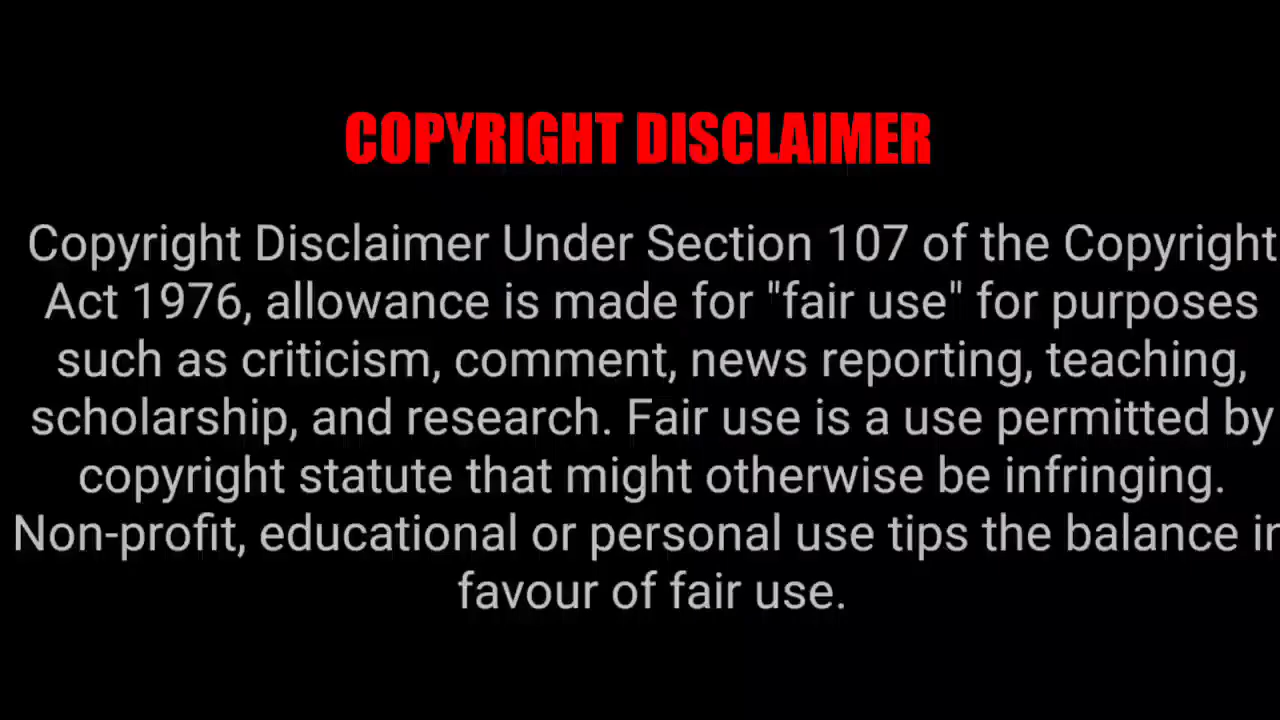 COPYRIGHT DISCLAIMER
Copyright Disclaimer Under Section 107 of the Copyright
Act 1976, allowance is made for "fair use" for purposes
such as criticism, comment, news reporting, teaching,
scholarship, and research. Fair use is a use permitted by
copyright statute that might otherwise be infringing.
Non-profit, educational or personal use tips the balance in
favour of fair use.